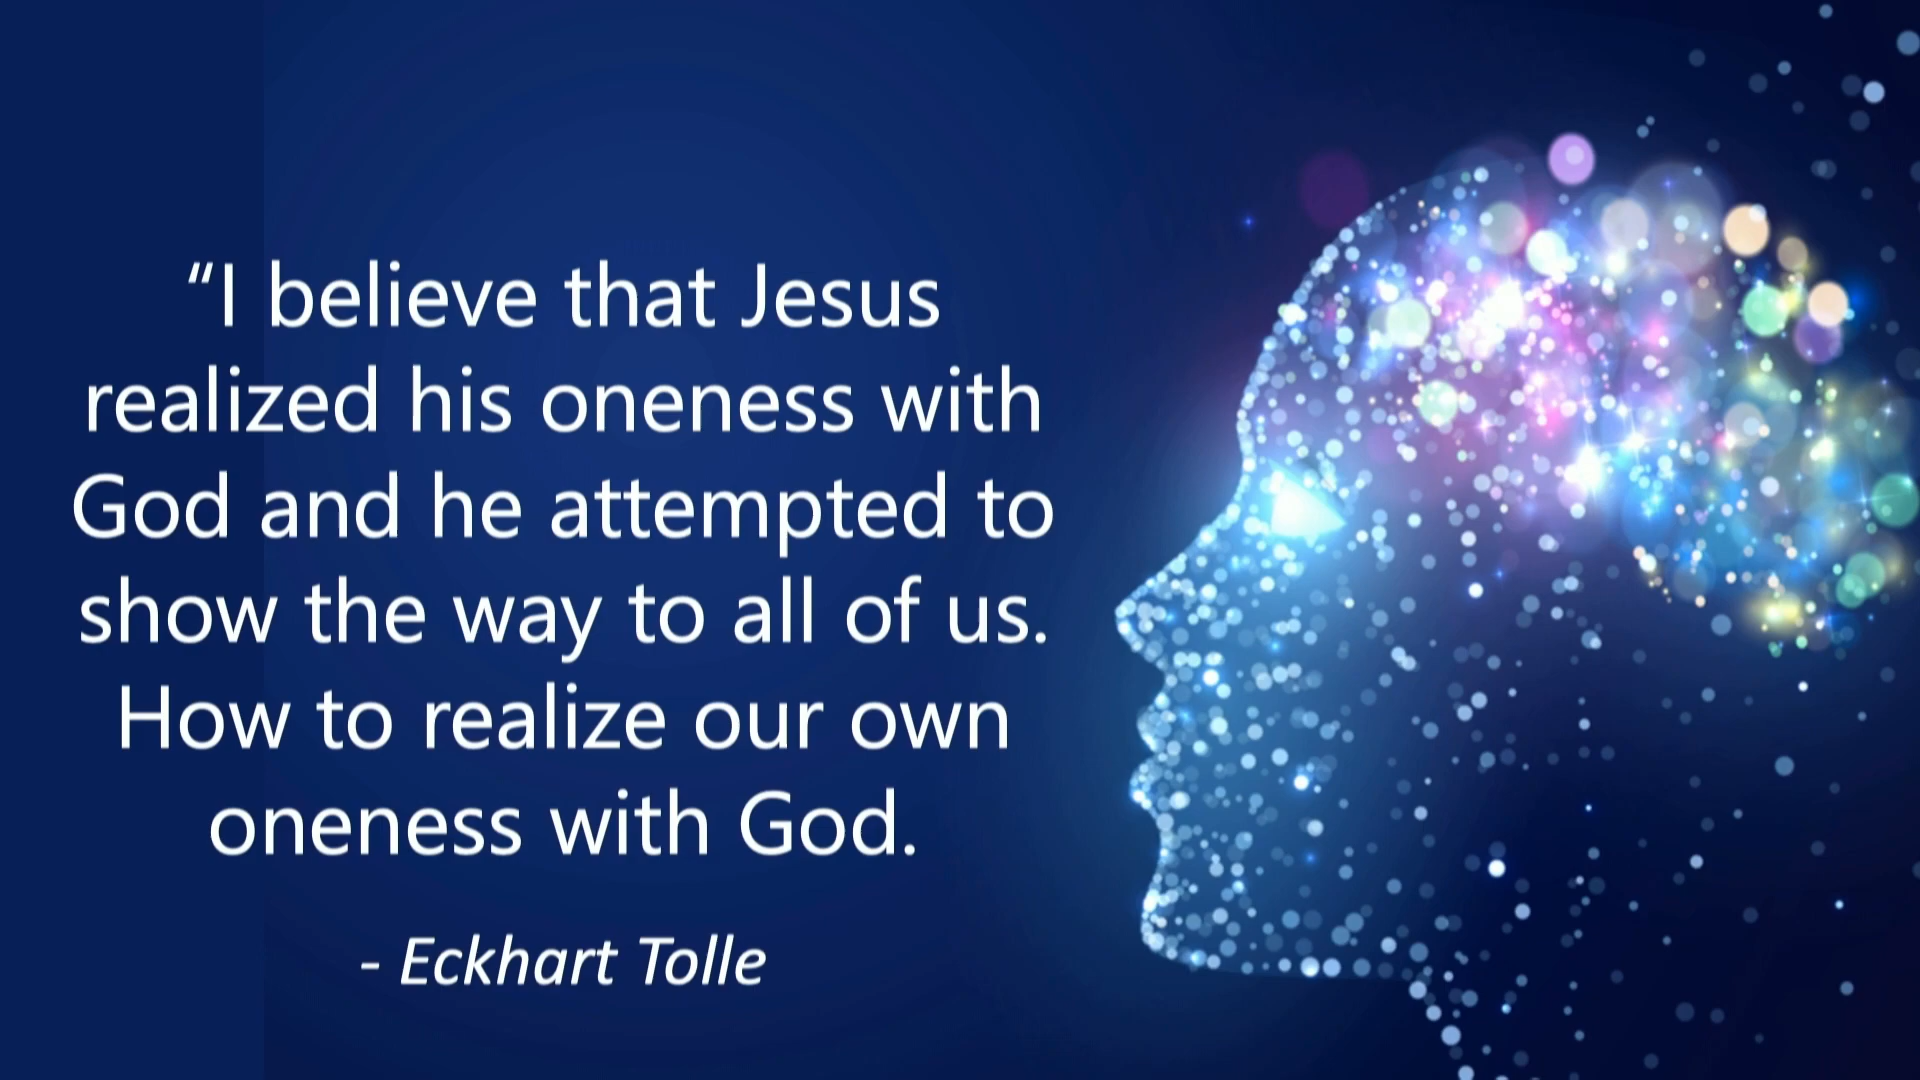 “I believe that Jesus
realized his oneness with
God and he attempted to
show the way to all of us.
How to realize our own
oneness with God.
- Eckhart Tolle